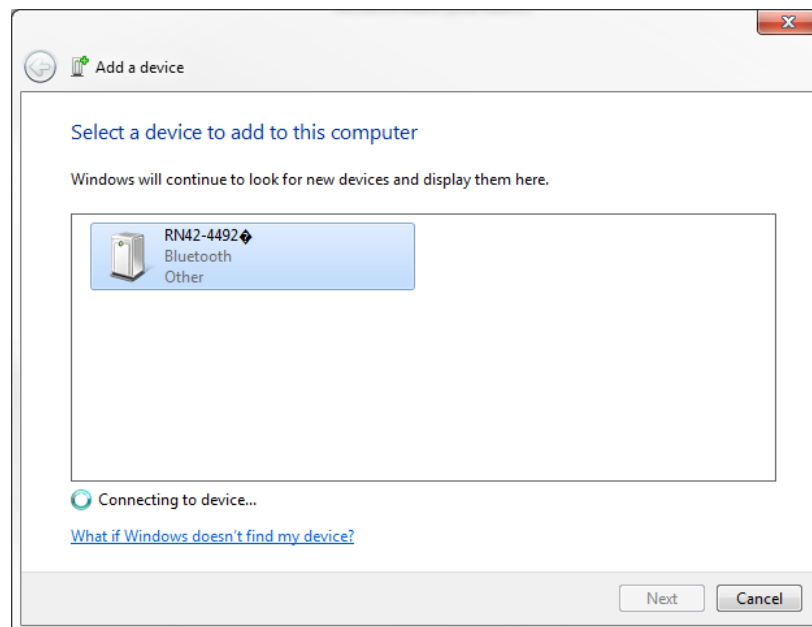 Add a device
Select a device to add to this computer
Windows will continue to look for new devices and display them here.
RN42-4492�
Bluetooth
Other
Connecting to device...
What if Windows doesn't find my device?
Next
Cancel